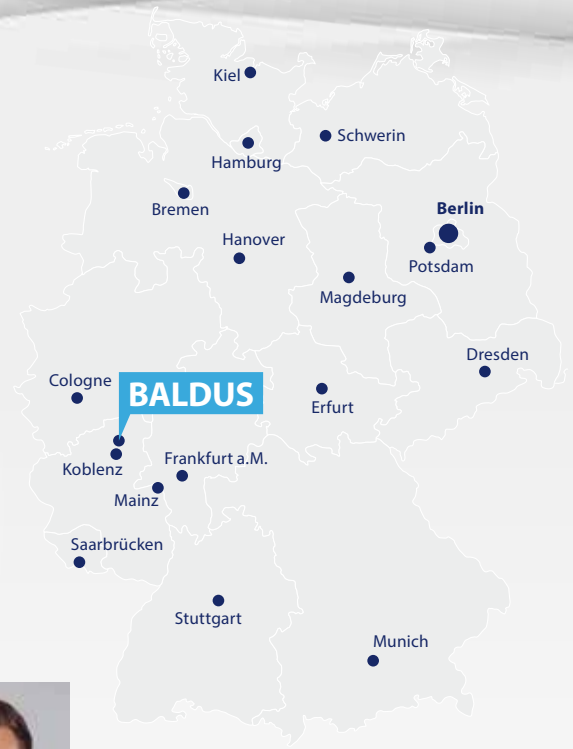 Kiel
Schwerin
Hamburg
Bremen
Berlin
Hanover
Potsdam
Magdeburg
Dresden
Cologne
BALDUS
Erfurt
Koblenz
Frankfurt a.M.
Mainz
Saarbrücken
Stuttgart
Munich